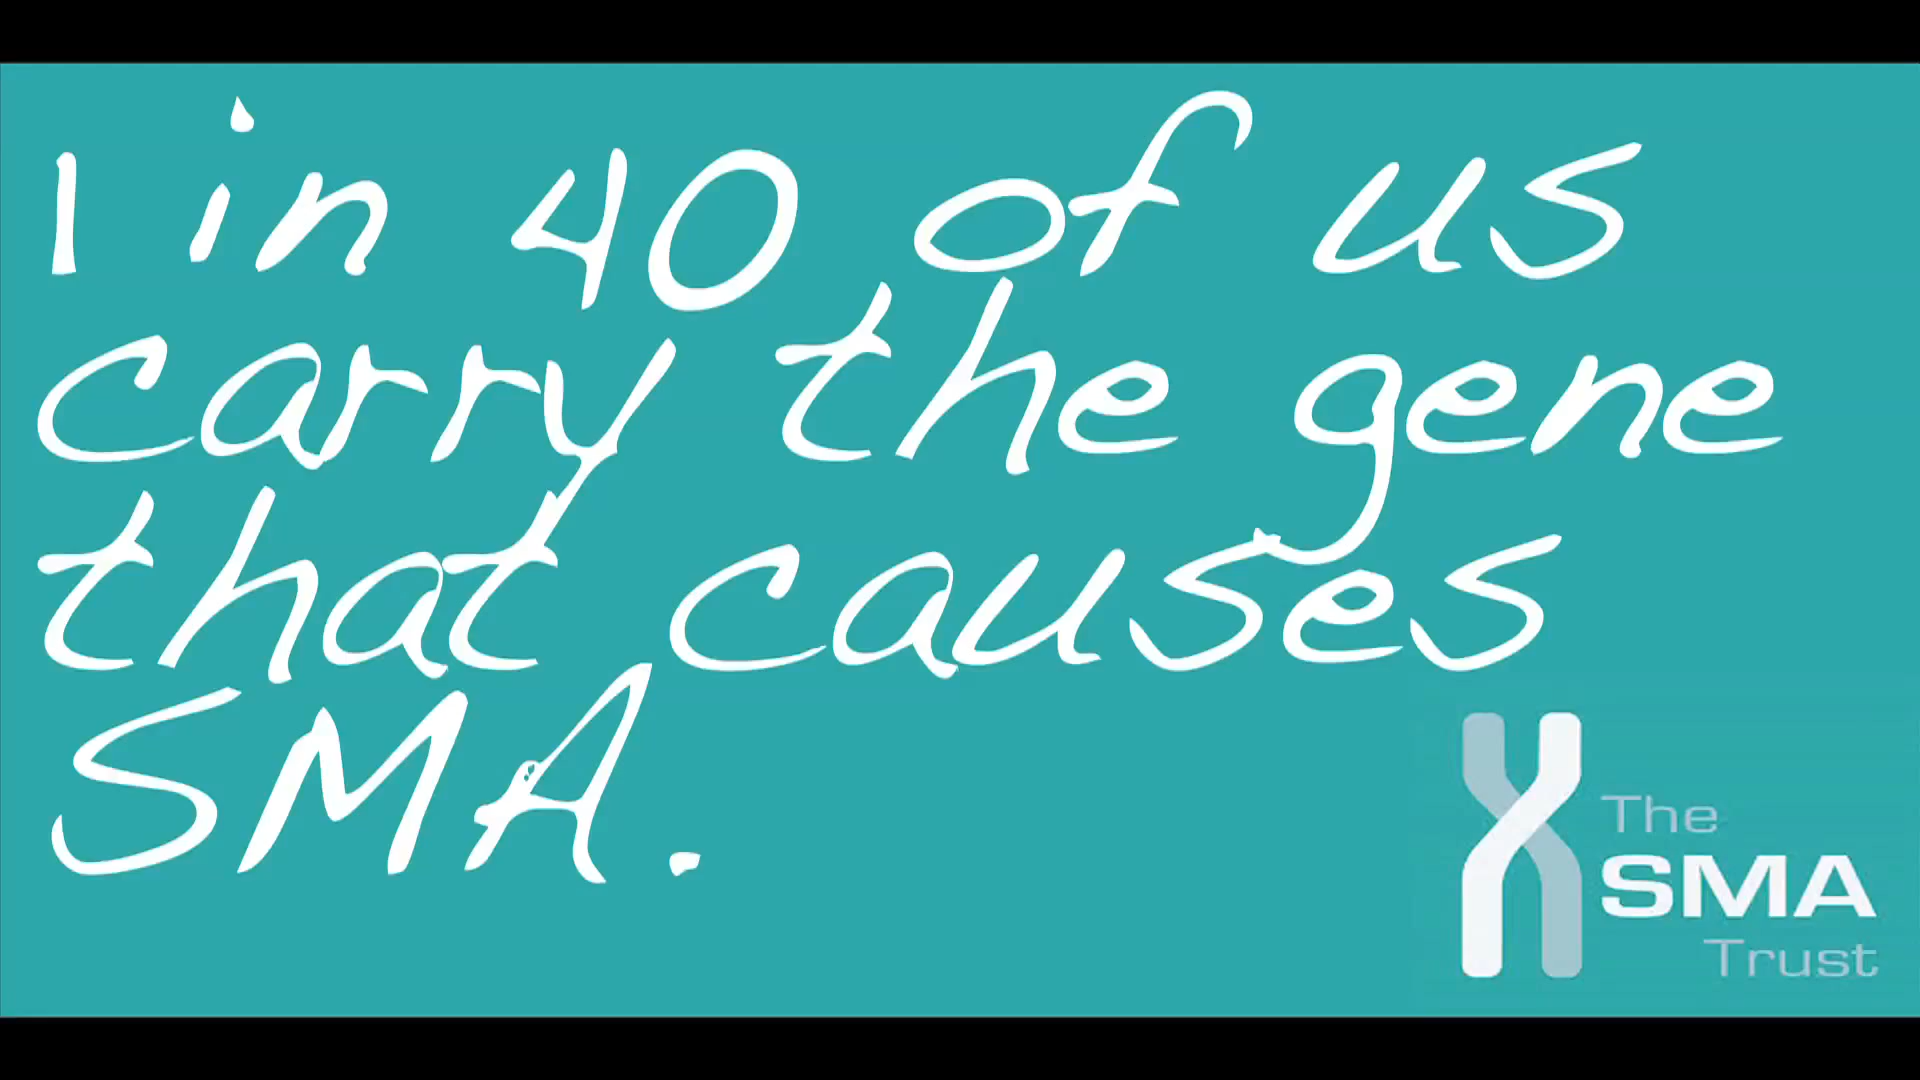 1 in 40 of us
carry the gene
that causes
SMA.
The
SMA
Trust